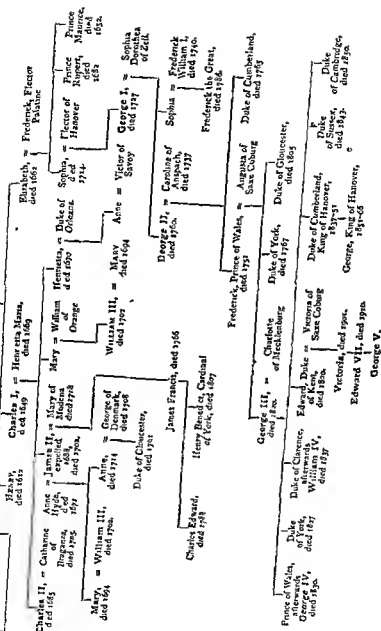 Henry,
died 1612
Charles I, = Henrietta Maria,
died 1649 died 1669
Elizabeth, = Frederick, Elector
died 1662 Palatine
Charles II, = Catharine
died 1685 of
Braganza,
died 1705.
Anne = James II, = Mary of
Hyde, expelled Modena
died 1688, died 1718
1671 died 1701,
Mary = William
of
Orange
Henrietta, = Duke of
died 1670 Orleans
Sophia, = Elector of
died Hanover
1714.
Prince
Rupert,
died
1682
Prince
Maurice,
died
1652.
Mary, = William III,
died died 1702.
1694
Anne, = George of
died 1714 Denmark,
died 1708
Duke of Gloucester,
died 1701
WILLIAM III, = Mary
died 1702 died 1694
Anne = Victor of
Savoy
George I, = Sophia
died 1727 Dorothea
of Zell.
James Francis, died 1766
Charles Edward,
died 1788
Henry Benedict, Cardinal
of York, died 1807
George II, = Caroline of
died 1760. Anspach,
died 1737
Sophia = Frederick
William I,
died 1740.
Frederick the Great,
died 1786.
Frederick, Prince of Wales, = Augusta of
died 1751 Saxe Coburg
Duke of Cumberland,
died 1765
George III, = Charlotte
died 1820. of Mecklenburg
Duke of York,
died 1767
Duke of Gloucester,
died 1805
Prince of Wales,
afterwards
George IV,
died 1830.
Duke
of York,
died 1827
Duke of Clarence,
afterwards
William IV,
died 1837
Edward, Duke = Victoria of
of Kent, Saxe Coburg
died 1820.
Duke of Cumberland,
King of Hanover,
1837-51
Duke
of Sussex,
died 1843.
Duke
of Cambridge,
died 1850.
Victoria, died 1901.
George, King of Hanover,
1851-66
Edward VII, died 1910.
George V.